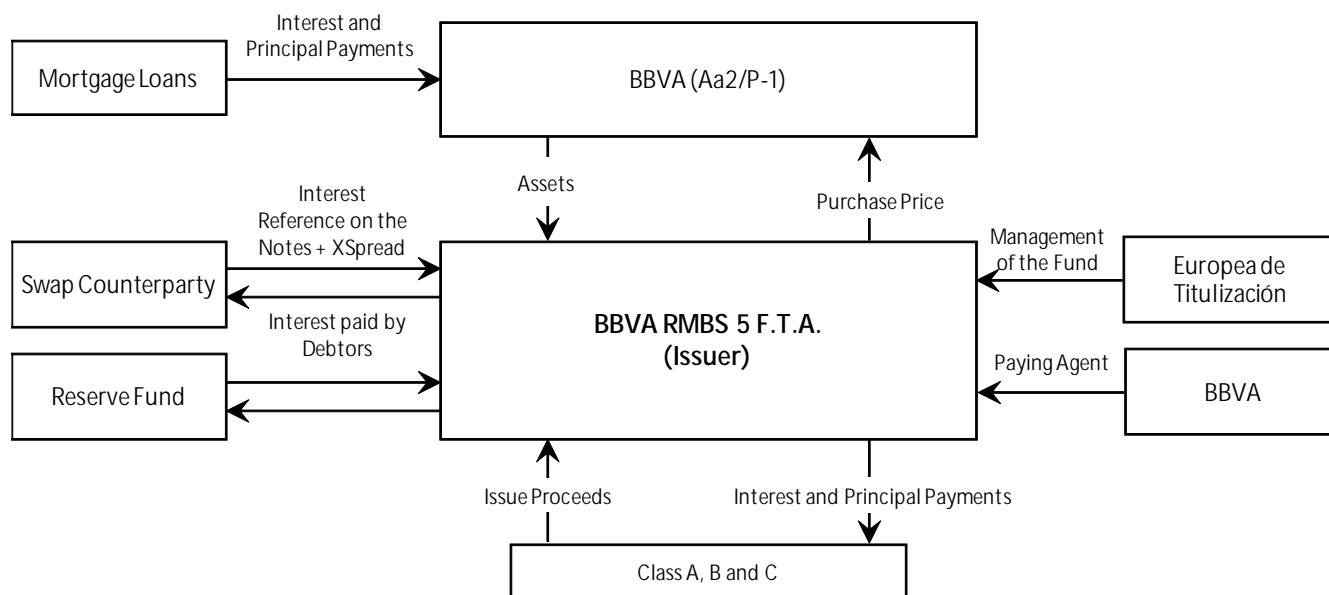 Interest and
Principal Payments
Mortgage Loans
BBVA (Aa2/P-1)
Assets
Purchase Price
Interest
Reference on the
Notes + XSpread
Swap Counterparty
Interest paid by
Debtors
Reserve Fund
BBVA RMBS 5 F.T.A.
(Issuer)
Management
of the Fund
Europea de
Titulización
Paying Agent
BBVA
Issue Proceeds
Interest and Principal Payments
Class A, B and C